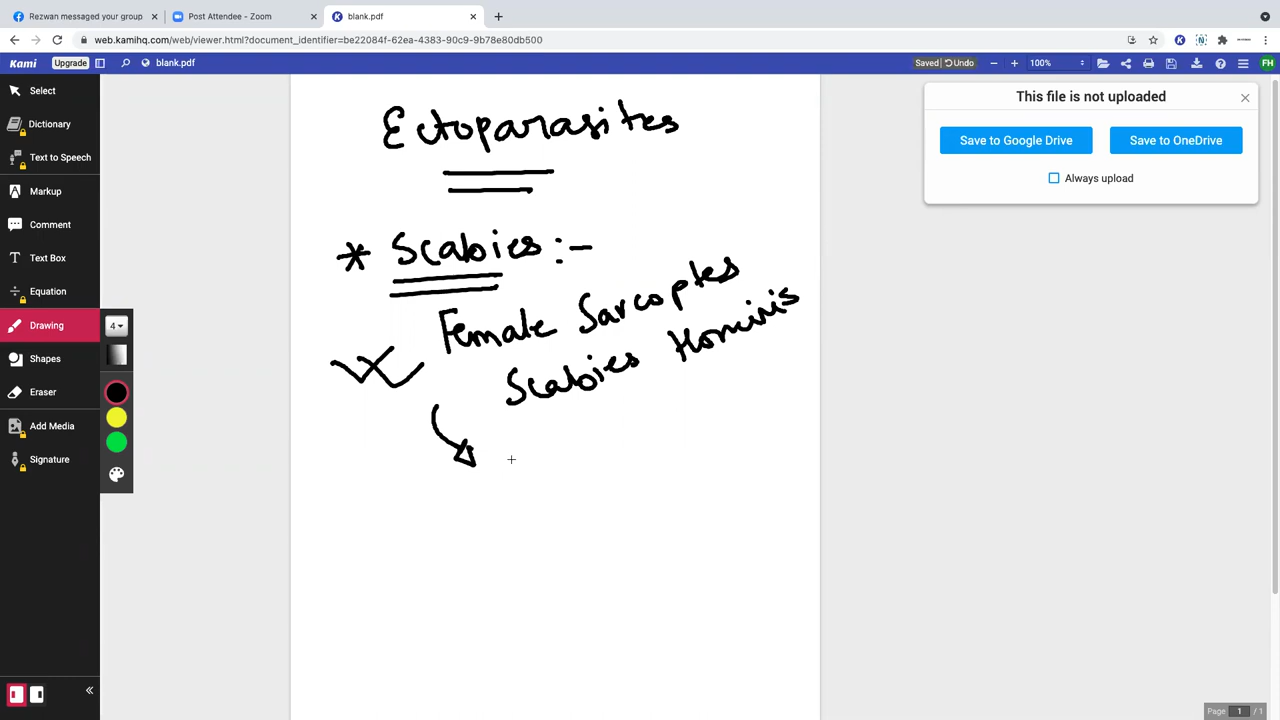 Rezwan messaged your group
Post Attendee - Zoom
blank.pdf
web.kamihq.com/web/viewer.html?document_identifier=be22084f-62ea-4383-90c9-9b78e80db500
Kami Upgrade blank.pdf Saved Undo 100% FH
Select
Dictionary
Text to Speech
Markup
Comment
Text Box
Equation
Drawing
Shapes
Eraser
Add Media
Signature
4
This file is not uploaded
Save to Google Drive Save to OneDrive
Always upload
Ectoparasites
* Scabies :-
Female Sarcoptes
Scabies Hominis
Page 1 / 1